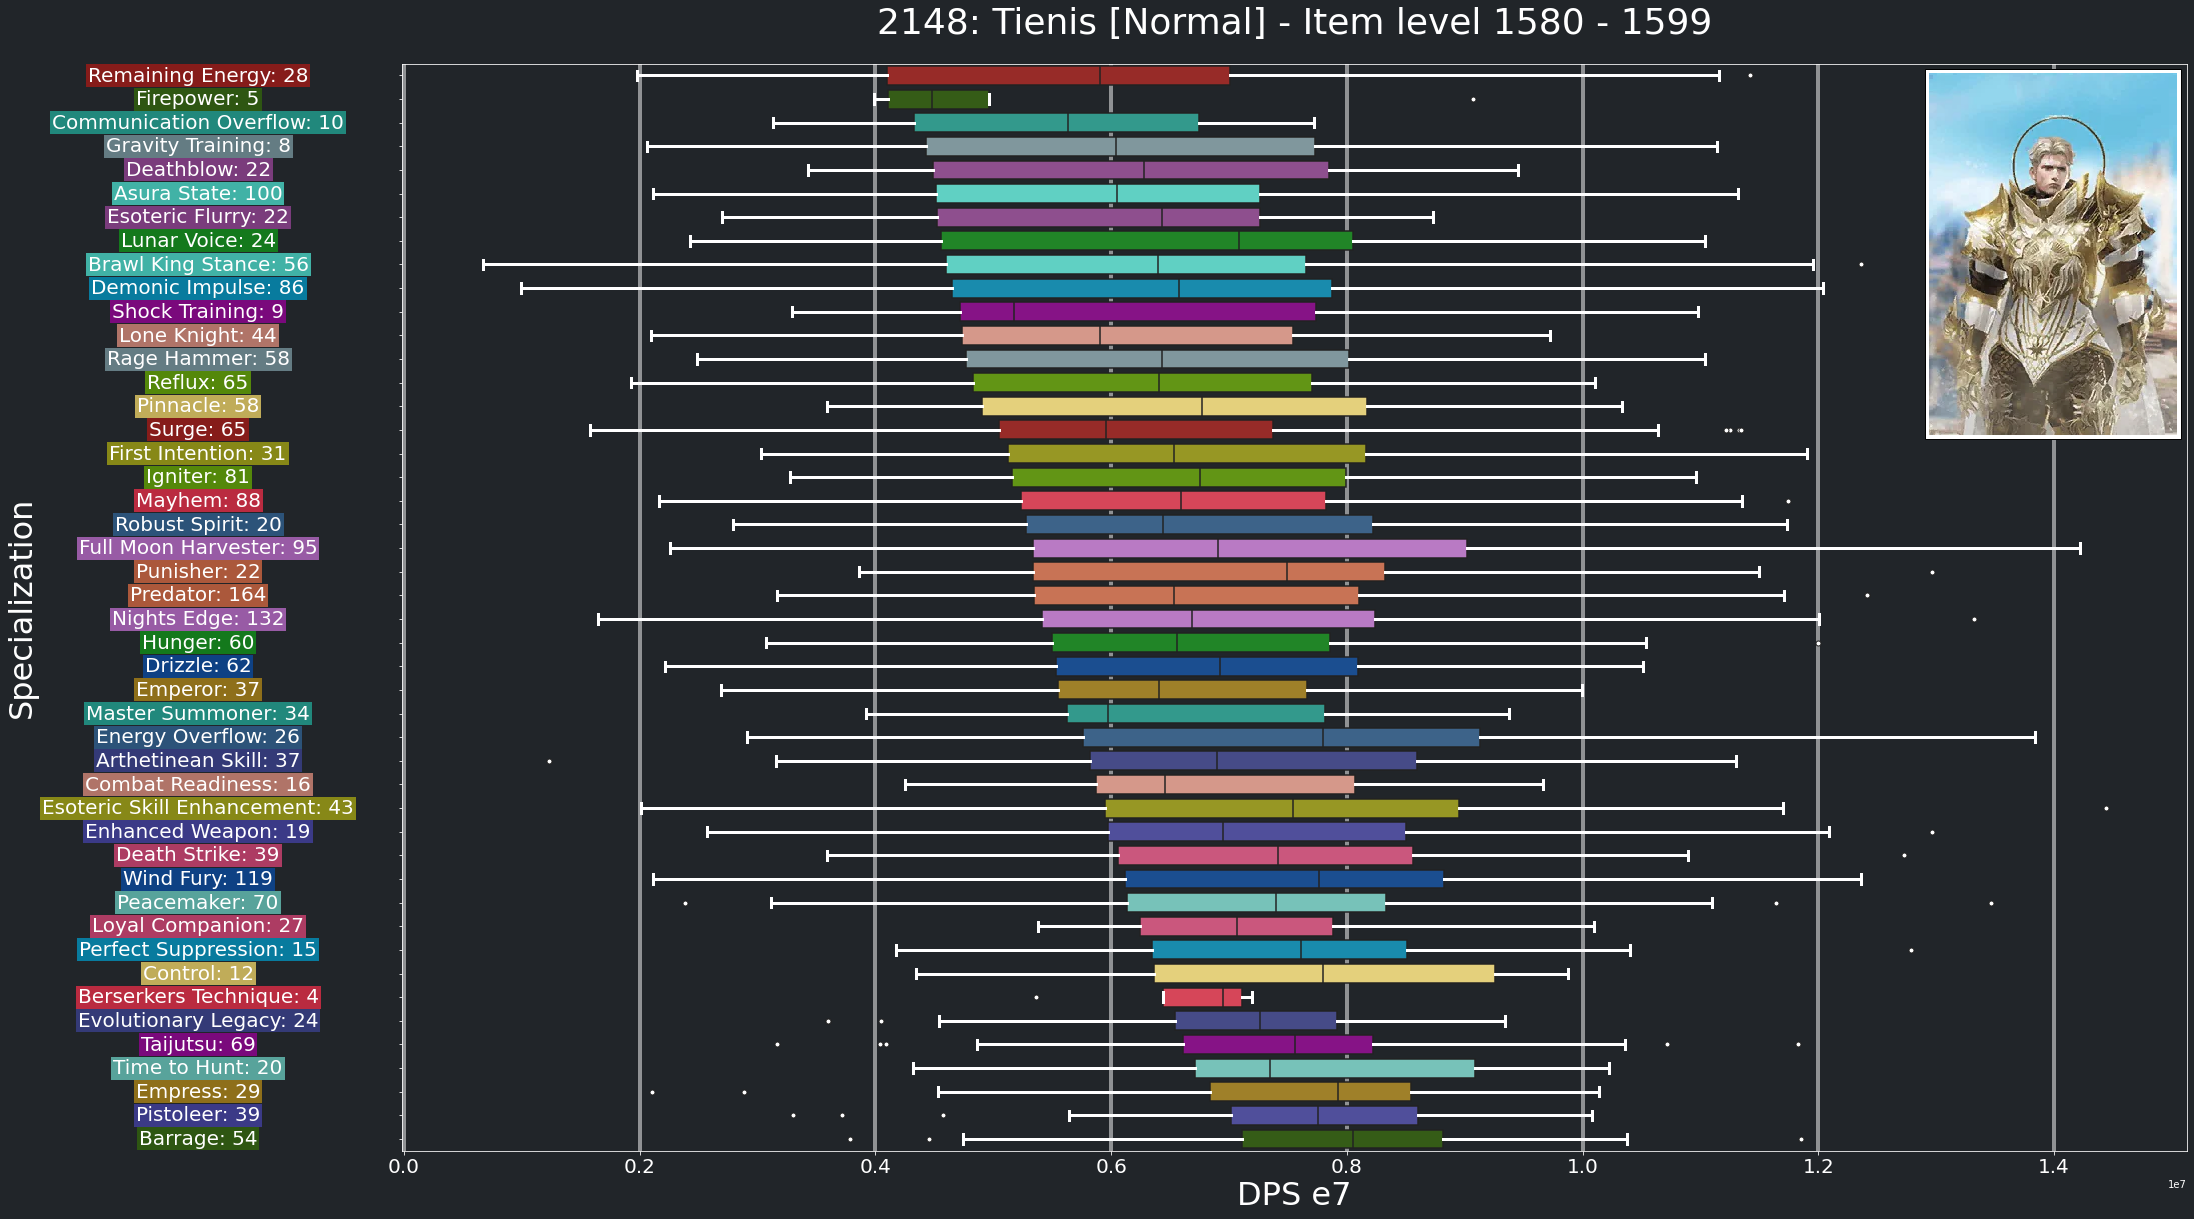 2148: Tienis [Normal] - Item level 1580 - 1599
Specialization
Remaining Energy: 28
Firepower: 5
Communication Overflow: 10
Gravity Training: 8
Deathblow: 22
Asura State: 100
Esoteric Flurry: 22
Lunar Voice: 24
Brawl King Stance: 56
Demonic Impulse: 86
Shock Training: 9
Lone Knight: 44
Rage Hammer: 58
Reflux: 65
Pinnacle: 58
Surge: 65
First Intention: 31
Igniter: 81
Mayhem: 88
Robust Spirit: 20
Full Moon Harvester: 95
Punisher: 22
Predator: 164
Nights Edge: 132
Hunger: 60
Drizzle: 62
Emperor: 37
Master Summoner: 34
Energy Overflow: 26
Arthetinean Skill: 37
Combat Readiness: 16
Esoteric Skill Enhancement: 43
Enhanced Weapon: 19
Death Strike: 39
Wind Fury: 119
Peacemaker: 70
Loyal Companion: 27
Perfect Suppression: 15
Control: 12
Berserkers Technique: 4
Evolutionary Legacy: 24
Taijutsu: 69
Time to Hunt: 20
Empress: 29
Pistoleer: 39
Barrage: 54
0.0 0.2 0.4 0.6 0.8 1.0 1.2 1.4
DPS e7
1e7